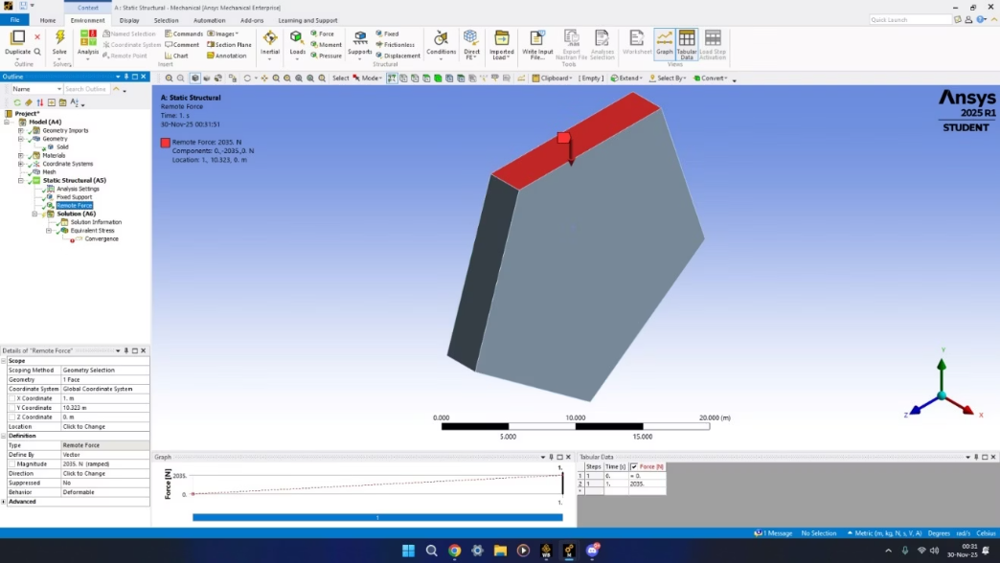 Context
A : Static Structural - Mechanical [Ansys Mechanical Enterprise]
File
Home
Environment
Display
Selection
Automation
Add-ons
Learning and Support
Quick Launch
Duplicate
Outline
Solve
Solvers
Analysis
Named Selection
Coordinate System
Remote Point
Commands
Comment
Chart
Images
Section Plane
Annotation
Insert
Inertial
Loads
Force
Moment
Pressure
Supports
Fixed
Frictionless
Displacement
Structural
Conditions
Direct FE
Imported Load
Write Input File...
Export Nastran File
Analyses Selection
Tools
Worksheet
Graph
Tabular Data
Load Step Activation
Views
Outline
Name
Search Outline
Select
Mode
Clipboard
[ Empty ]
Extend
Select By
Convert
Project*
Model (A4)
Geometry Imports
Geometry
Solid
Materials
Coordinate Systems
Mesh
Static Structural (A5)
Analysis Settings
Fixed Support
Remote Force
Solution (A6)
Solution Information
Equivalent Stress
Convergence
A: Static Structural
Remote Force
Time: 1. s
30-Nov-25 00:31:51
Remote Force: 2035. N
Components: 0.,-2035.,0. N
Location: 1., 10.323, 0. m
Ansys
2025 R1
STUDENT
0.000
10.000
20.000 (m)
5.000
15.000
Y
Z
X
Details of "Remote Force"
Scope
Scoping Method Geometry Selection
Geometry 1 Face
Coordinate System Global Coordinate System
X Coordinate 1. m
Y Coordinate 10.323 m
Z Coordinate 0. m
Location Click to Change
Definition
Type Remote Force
Define By Vector
Magnitude 2035. N (ramped)
Direction Click to Change
Suppressed No
Behavior Deformable
Advanced
Graph
Force [N]
2035.
0.
1.
1.
1
Tabular Data
Steps Time [s] Force [N]
1 1 0. = 0.
2 1 1. 2035.
*
1 Message
No Selection
Metric (m, kg, N, s, V, A)
Degrees
rad/s
Celsius
00:31
30-Nov-25